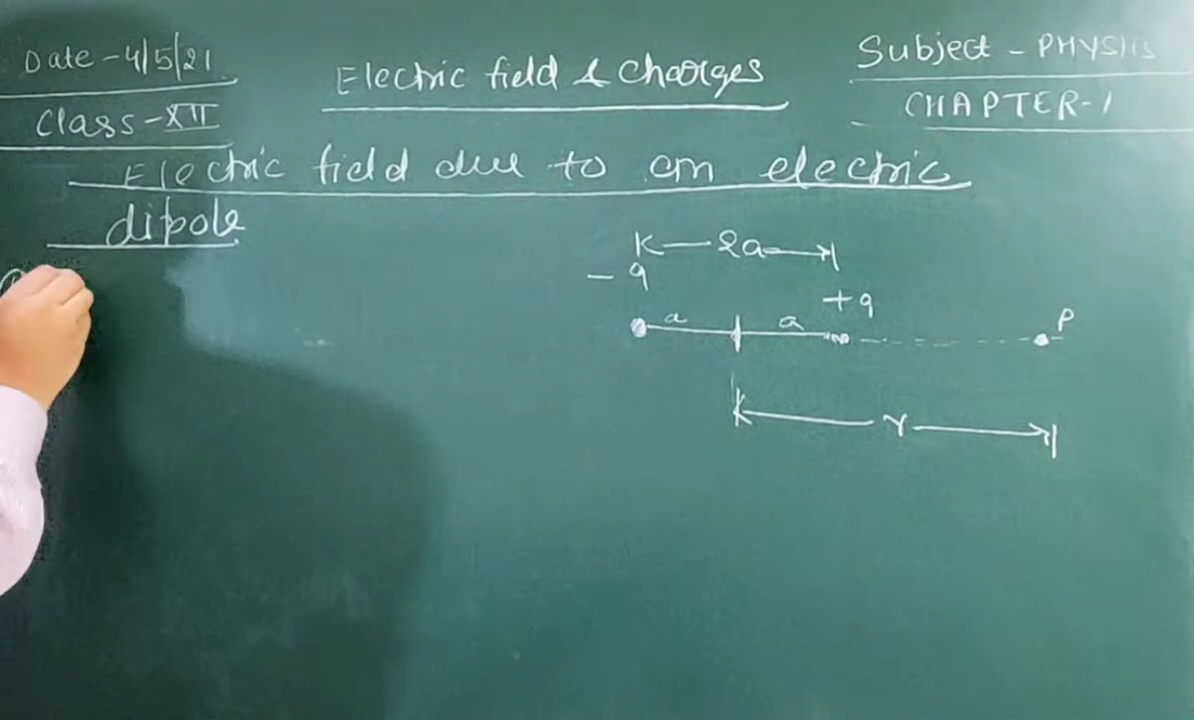 Date - 4/5/21
Class - XII
Electric field & Charges
Subject - PHYSICS
CHAPTER-1
Electric field due to an electric
dipole
2a
- q
+ q
a a P
r